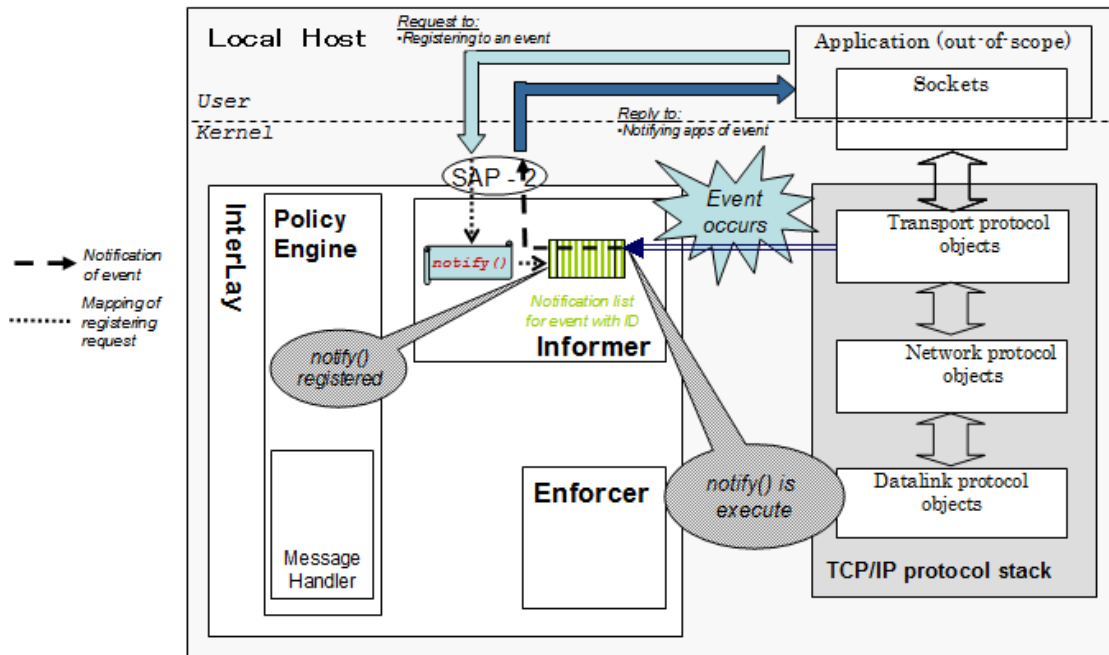 Local Host
Request to:
•Registering to an event
Application (out-of-scope)
Sockets
User
Kernel
Reply to:
•Notifying apps of event
SAP - 2
InterLay
Policy
Engine
Event
occurs
Transport protocol
objects
notify()
Notification
of event
Mapping of
registering
request
Notification list
for event with ID
Informer
notify()
registered
Network protocol
objects
Enforcer
notify() is
execute
Datalink protocol
objects
Message
Handler
TCP/IP protocol stack